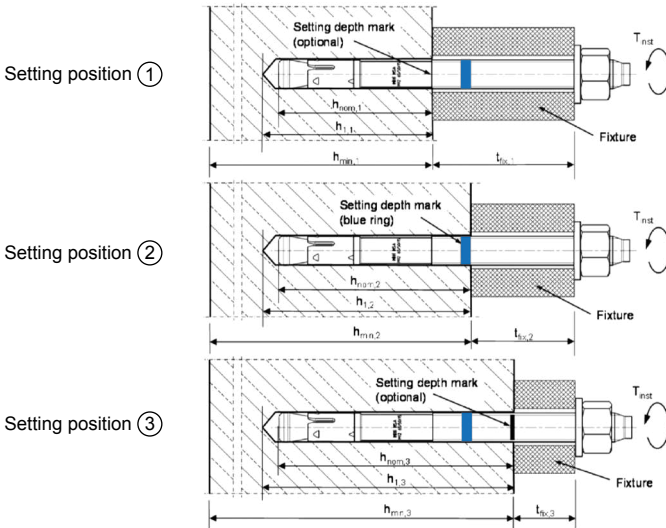 Setting depth mark
(optional)
T_inst
Setting position ①
h_nom,1
h_1,1
Fixture
h_min,1
t_fix,1
Setting depth mark
(blue ring)
T_inst
Setting position ②
h_nom,2
h_1,2
h_min,2
t_fix,2
Fixture
Setting depth mark
(optional)
T_inst
Setting position ③
h_nom,3
h_1,3
Fixture
h_min,3
t_fix,3